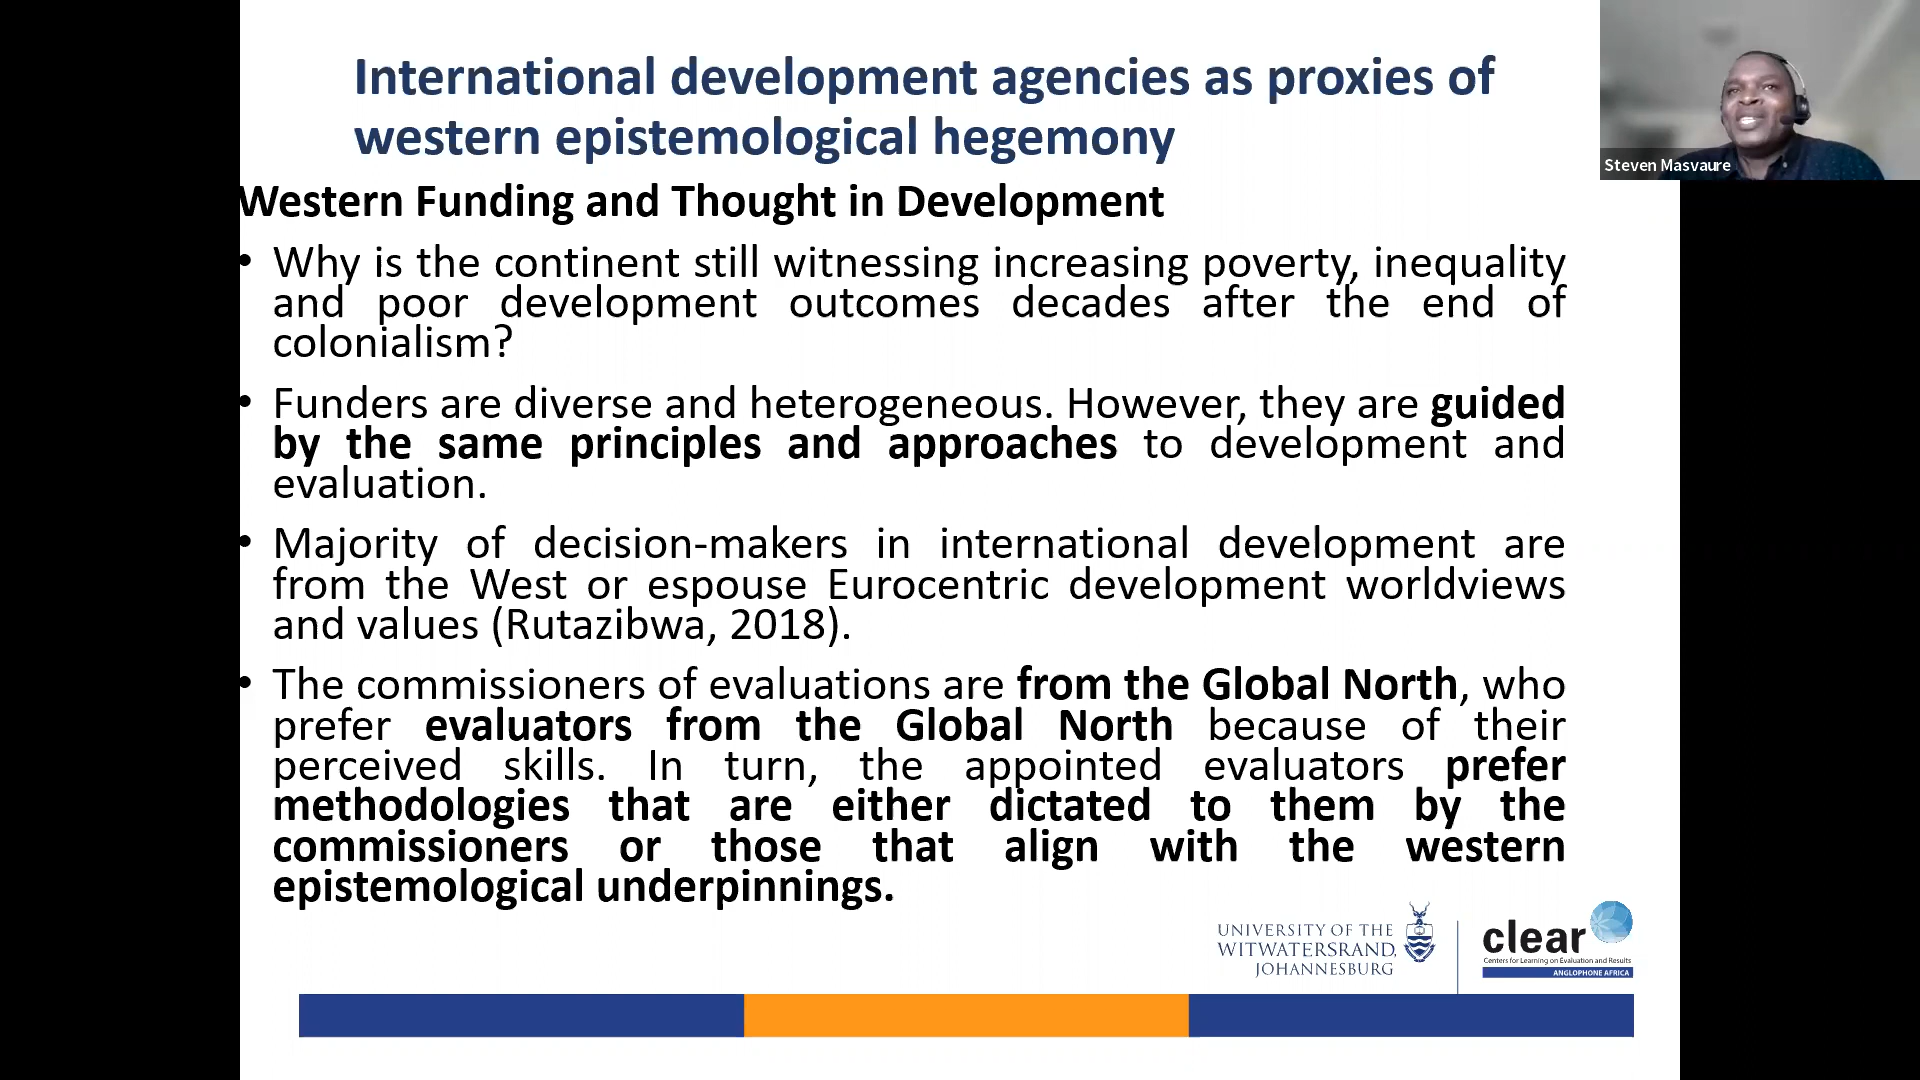 International development agencies as proxies of
western epistemological hegemony
Western Funding and Thought in Development
• Why is the continent still witnessing increasing poverty, inequality
and poor development outcomes decades after the end of
colonialism?
• Funders are diverse and heterogeneous. However, they are guided
by the same principles and approaches to development and
evaluation.
• Majority of decision-makers in international development are
from the West or espouse Eurocentric development worldviews
and values (Rutazibwa, 2018).
• The commissioners of evaluations are from the Global North, who
prefer evaluators from the Global North because of their
perceived skills. In turn, the appointed evaluators prefer
methodologies that are either dictated to them by the
commissioners or those that align with the western
epistemological underpinnings.
UNIVERSITY OF THE
WITWATERSRAND,
JOHANNESBURG
clear
Centers for Learning on Evaluation and Results
ANGLOPHONE AFRICA
Steven Masvaure